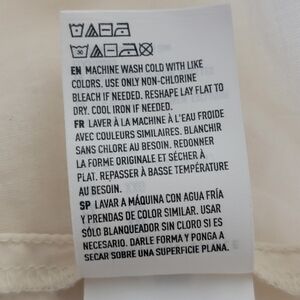 EN MACHINE WASH COLD WITH LIKE
COLORS. USE ONLY NON-CHLORINE
BLEACH IF NEEDED. RESHAPE LAY FLAT TO
DRY. COOL IRON IF NEEDED.
FR LAVER À LA MACHINE À L'EAU FROIDE
AVEC COULEURS SIMILAIRES. BLANCHIR
SANS CHLORE AU BESOIN. REDONNER
LA FORME ORIGINALE ET SÉCHER À
PLAT. REPASSER À BASSE TEMPÉRATURE
AU BESOIN.
SP LAVAR A MÁQUINA CON AGUA FRÍA
Y PRENDAS DE COLOR SIMILAR. USAR
SÓLO BLANQUEADOR SIN CLORO SI ES
NECESARIO. DARLE FORMA Y PONGA A
SECAR SOBRE UNA SUPERFICIE PLANA.